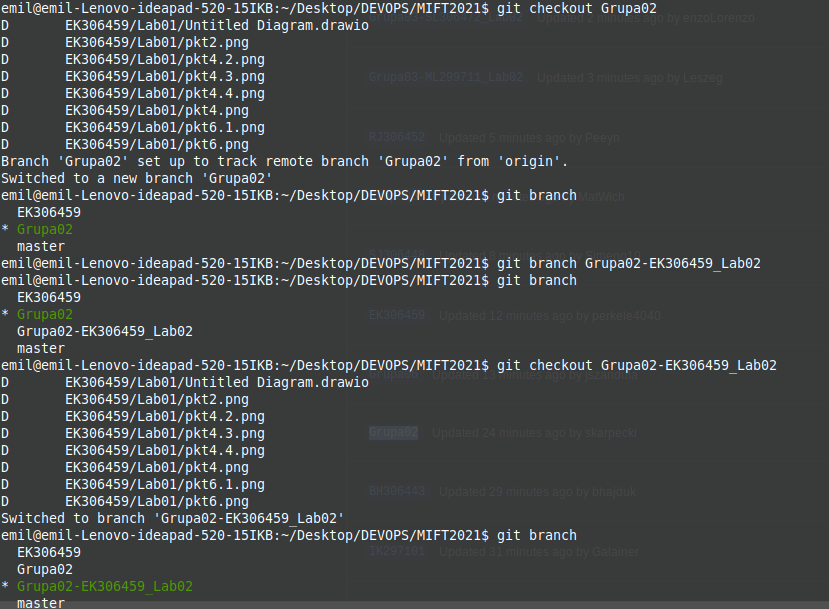 emil@emil-Lenovo-ideapad-520-15IKB:~/Desktop/DEVOPS/MIFT2021$ git checkout Grupa02
D       EK306459/Lab01/Untitled Diagram.drawio
D       EK306459/Lab01/pkt2.png
D       EK306459/Lab01/pkt4.2.png
D       EK306459/Lab01/pkt4.3.png
D       EK306459/Lab01/pkt4.4.png
D       EK306459/Lab01/pkt4.png
D       EK306459/Lab01/pkt6.1.png
D       EK306459/Lab01/pkt6.png
Branch 'Grupa02' set up to track remote branch 'Grupa02' from 'origin'.
Switched to a new branch 'Grupa02'
emil@emil-Lenovo-ideapad-520-15IKB:~/Desktop/DEVOPS/MIFT2021$ git branch
  EK306459
* Grupa02
  master
emil@emil-Lenovo-ideapad-520-15IKB:~/Desktop/DEVOPS/MIFT2021$ git branch Grupa02-EK306459_Lab02
emil@emil-Lenovo-ideapad-520-15IKB:~/Desktop/DEVOPS/MIFT2021$ git branch
  EK306459
* Grupa02
  Grupa02-EK306459_Lab02
  master
emil@emil-Lenovo-ideapad-520-15IKB:~/Desktop/DEVOPS/MIFT2021$ git checkout Grupa02-EK306459_Lab02
D       EK306459/Lab01/Untitled Diagram.drawio
D       EK306459/Lab01/pkt2.png
D       EK306459/Lab01/pkt4.2.png
D       EK306459/Lab01/pkt4.3.png
D       EK306459/Lab01/pkt4.4.png
D       EK306459/Lab01/pkt4.png
D       EK306459/Lab01/pkt6.1.png
D       EK306459/Lab01/pkt6.png
Switched to branch 'Grupa02-EK306459_Lab02'
emil@emil-Lenovo-ideapad-520-15IKB:~/Desktop/DEVOPS/MIFT2021$ git branch
  EK306459
  Grupa02
* Grupa02-EK306459_Lab02
  master
Updated 2 minutes ago by enzoLorenzo
Grupa03-ML299711_Lab02 Updated 3 minutes ago by Leszeg
RJ306452 Updated 5 minutes ago by
MatWich
EK306459 Updated 12 minutes ago by perkele4040
Grupa02 Updated 24 minutes ago by skarpecki
BH306443 Updated 29 minutes ago by bhajduk
IK297101 Updated 31 minutes ago by